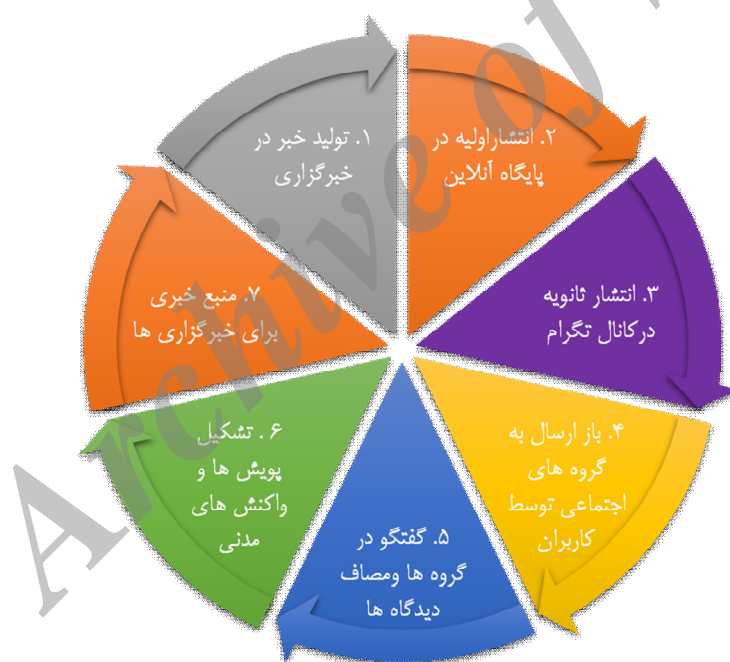 ۱. تولید خبر در
خبرگزاری
۲. انتشاراولیه در
پایگاه آنلاین
۳. انتشار ثانویه
درکانال تگرام
۴. باز ارسال به
گروه های
اجتماعی توسط
کاربران
۵. گفتگو در
گروه ها ومصاف
دیدگاه ها
۶. تشکیل
پویش ها و
واکنش های
مدنی
۷. منبع خبری
برای خبرگزاری ها
Archive of